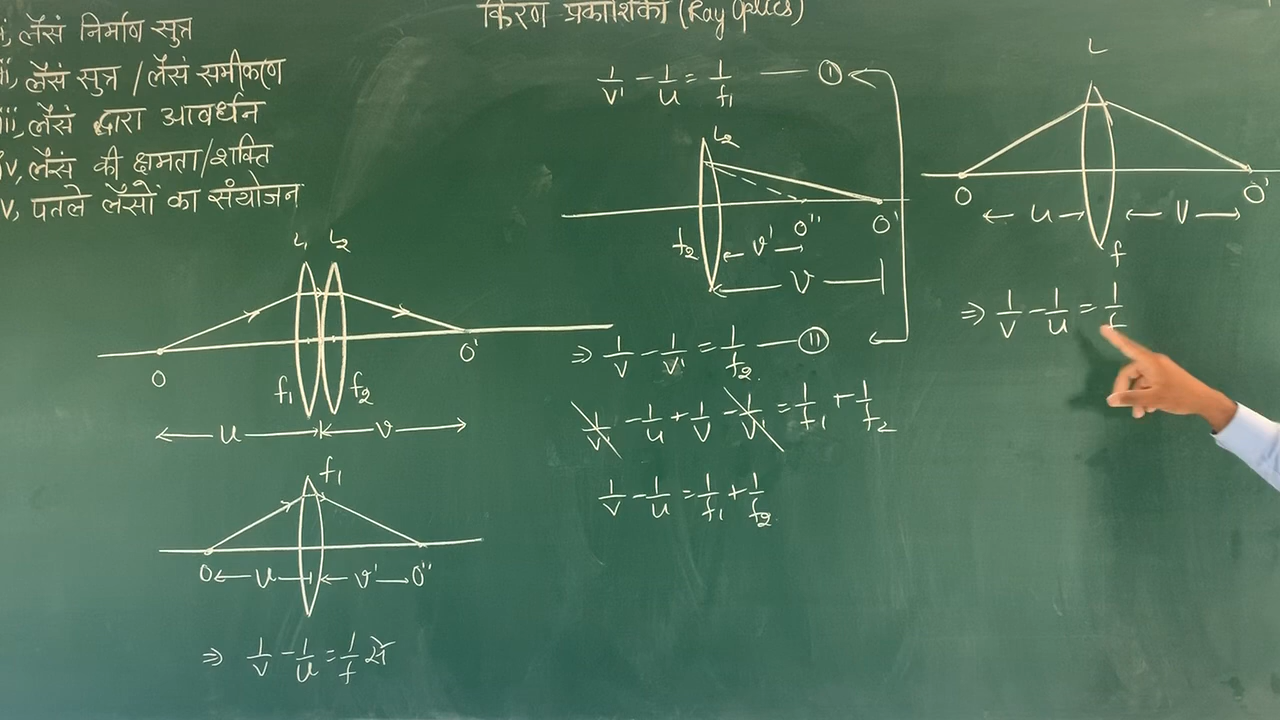 किरण प्रकाशिकी (Ray Optics)
i, लेंसं निर्माण सुत्र
ii, लेंसं सुत्र / लेंसं समीकरण
iii, लेंसं द्वारा आवर्धन
iv, लेंसं की क्षमता/शक्ति
v, पतले लेंसों का संयोजन
L₁ L₂
O O'
f₁ f₂
u v
f₁
O u v' O"
⇒ 1/v - 1/u = 1/f से
1/v' - 1/u = 1/f₁ — (I)
L₂
f₂ v' O" O'
v
⇒ 1/v - 1/v' = 1/f₂ — (II)
1/v' - 1/u + 1/v - 1/v' = 1/f₁ + 1/f₂
1/v - 1/u = 1/f₁ + 1/f₂
L
O O'
u v
f
⇒ 1/v - 1/u = 1/f